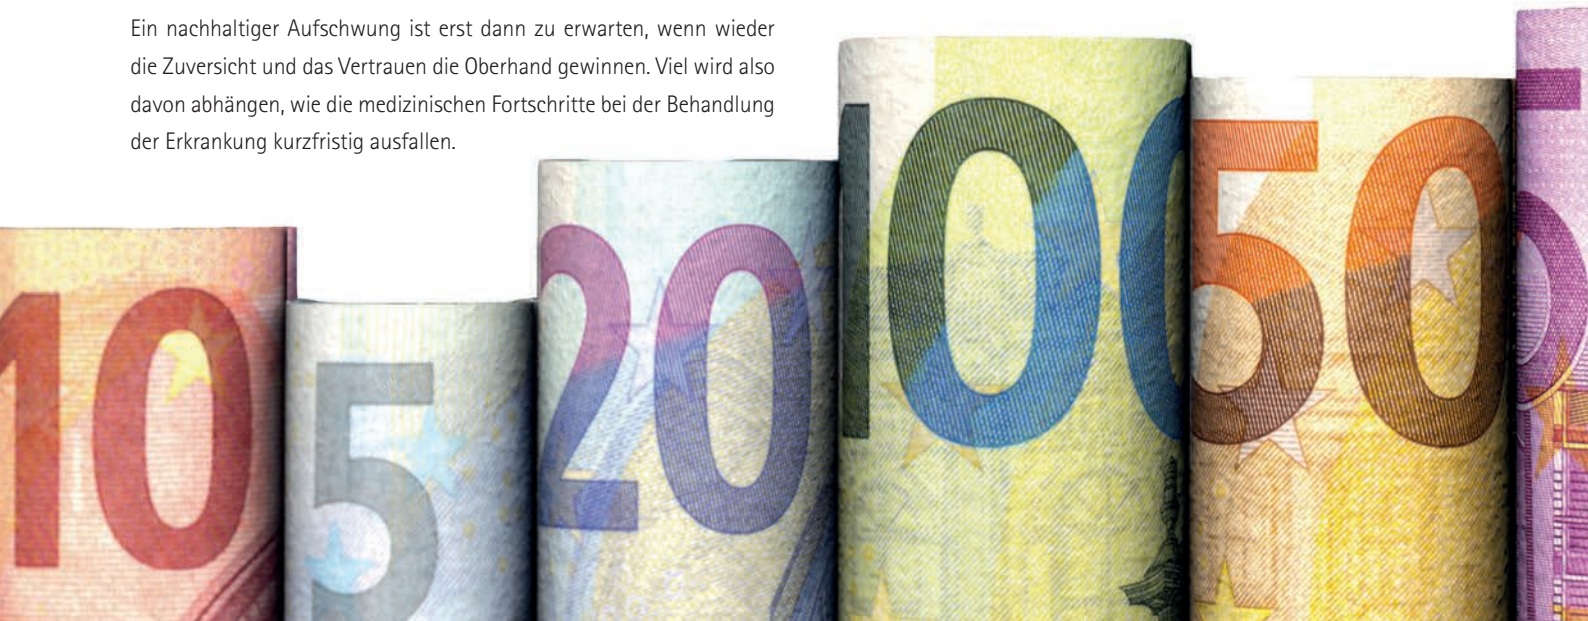 Ein nachhaltiger Aufschwung ist erst dann zu erwarten, wenn wieder
die Zuversicht und das Vertrauen die Oberhand gewinnen. Viel wird also
davon abhängen, wie die medizinischen Fortschritte bei der Behandlung
der Erkrankung kurzfristig ausfallen.
10
5
20
100
50
5